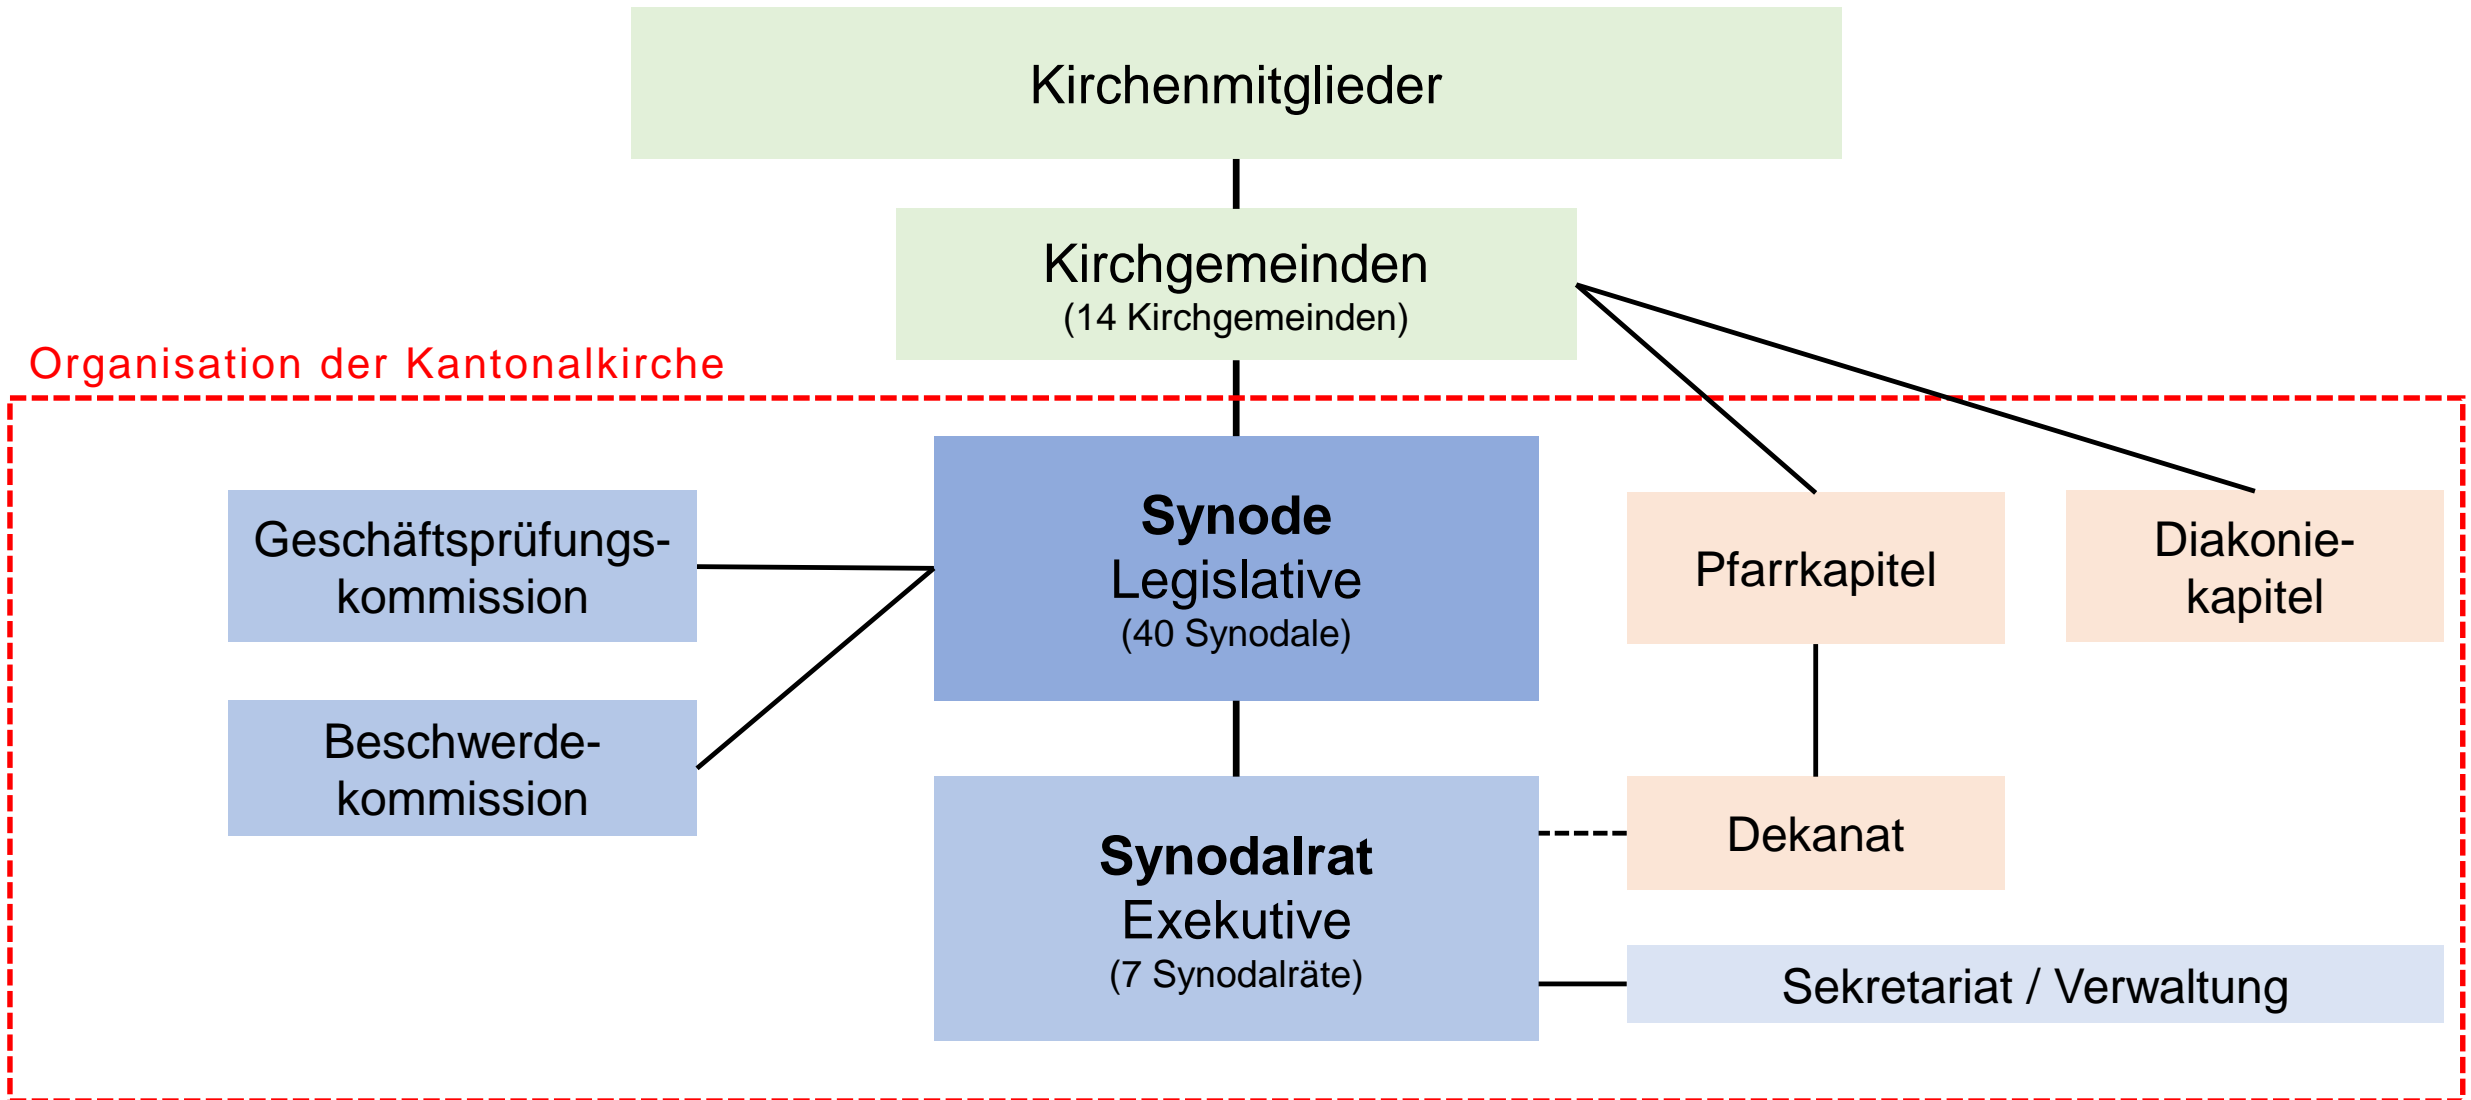 Kirchenmitglieder
Kirchgemeinden
(14 Kirchgemeinden)
Organisation der Kantonalkirche
Geschäftsprüfungs-
kommission
Beschwerde-
kommission
Synode
Legislative
(40 Synodale)
Pfarrkapitel
Diakonie-
kapitel
Synodalrat
Exekutive
(7 Synodalräte)
Dekanat
Sekretariat / Verwaltung